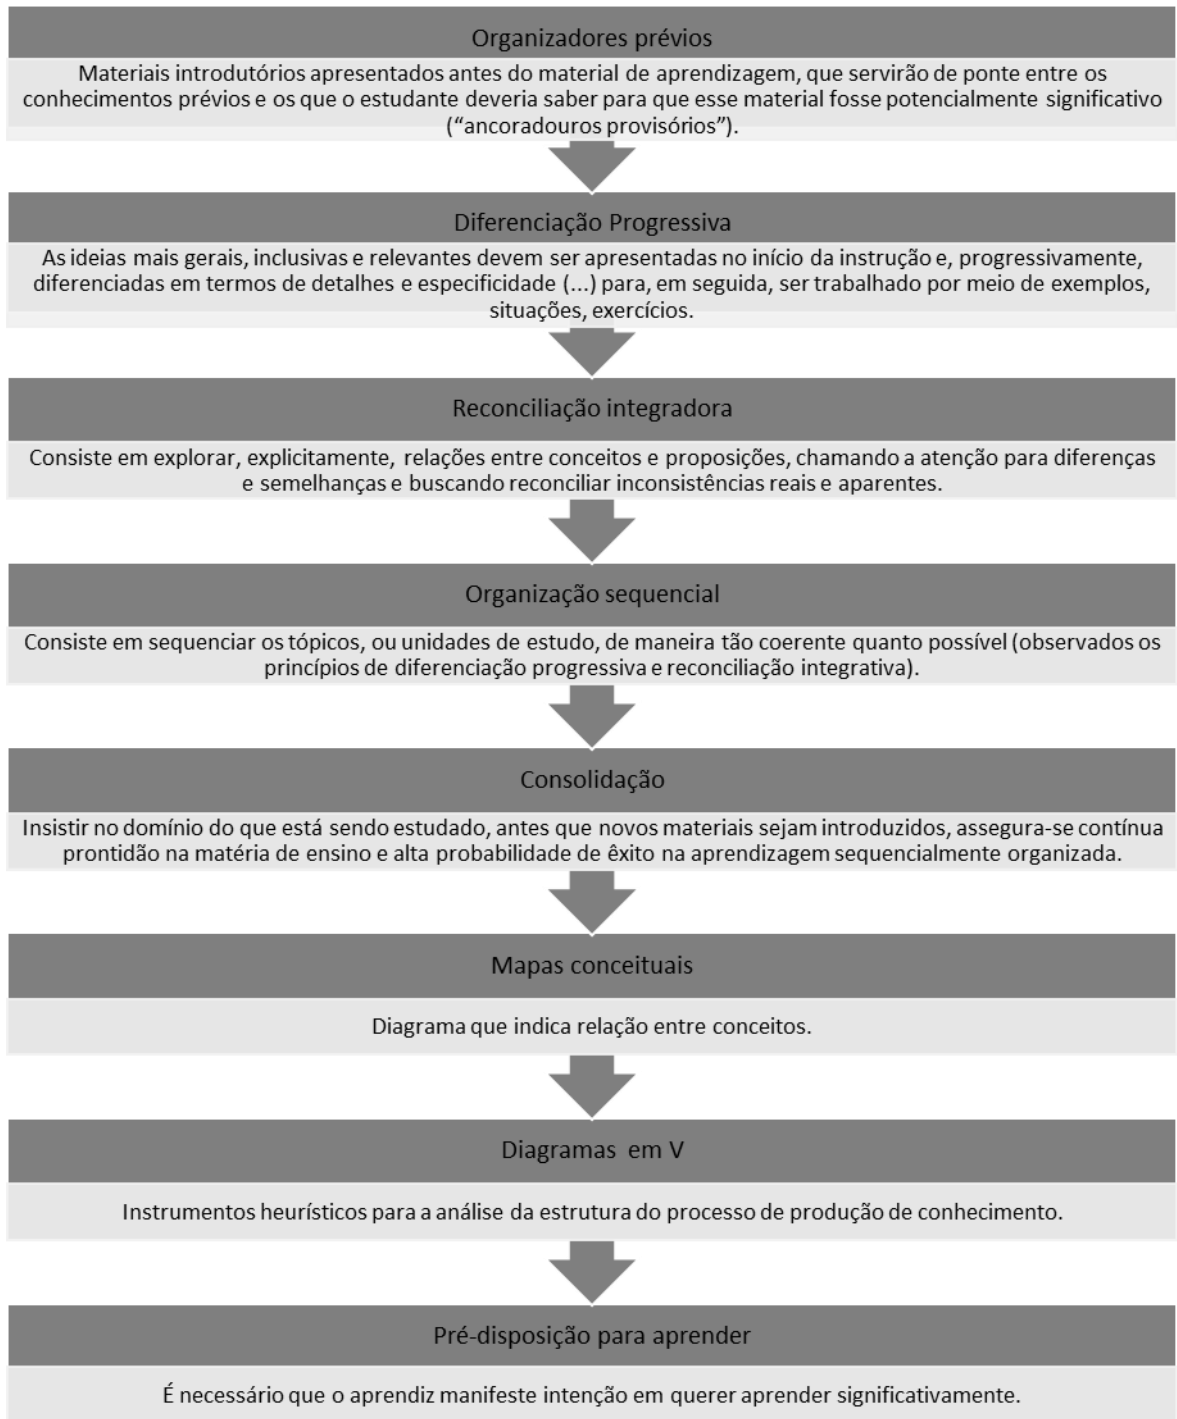 Organizadores prévios
Materiais introdutórios apresentados antes do material de aprendizagem, que servirão de ponte entre os
conhecimentos prévios e os que o estudante deveria saber para que esse material fosse potencialmente significativo
(“ancoradouros provisórios”).
Diferenciação Progressiva
As ideias mais gerais, inclusivas e relevantes devem ser apresentadas no início da instrução e, progressivamente,
diferenciadas em termos de detalhes e especificidade (...) para, em seguida, ser trabalhado por meio de exemplos,
situações, exercícios.
Reconciliação integradora
Consiste em explorar, explicitamente, relações entre conceitos e proposições, chamando a atenção para diferenças
e semelhanças e buscando reconciliar inconsistências reais e aparentes.
Organização sequencial
Consiste em sequenciar os tópicos, ou unidades de estudo, de maneira tão coerente quanto possível (observados os
princípios de diferenciação progressiva e reconciliação integrativa).
Consolidação
Insistir no domínio do que está sendo estudado, antes que novos materiais sejam introduzidos, assegura-se contínua
prontidão na matéria de ensino e alta probabilidade de êxito na aprendizagem sequencialmente organizada.
Mapas conceituais
Diagrama que indica relação entre conceitos.
Diagramas em V
Instrumentos heurísticos para a análise da estrutura do processo de produção de conhecimento.
Pré-disposição para aprender
É necessário que o aprendiz manifeste intenção em querer aprender significativamente.